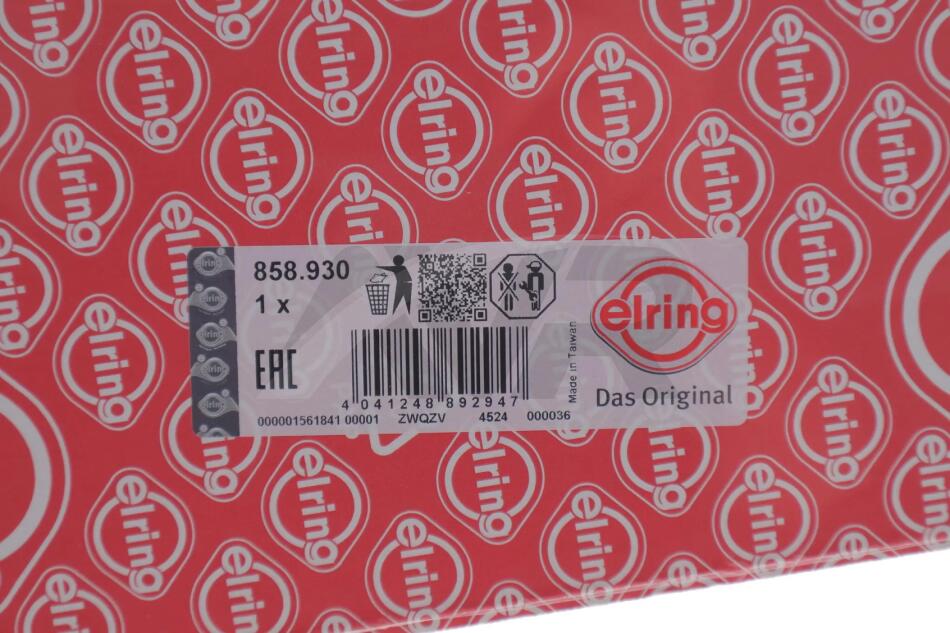 858.930
1 x
EAC
4 041248 892947
000001561841 00001 ZWQZV 4524 000036
Made in Taiwan
elring
Das Original